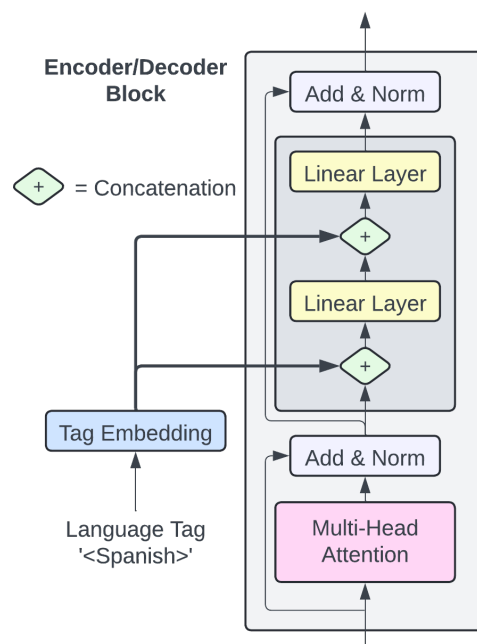 Encoder/Decoder
Block
+ = Concatenation
Add & Norm
Linear Layer
+
Linear Layer
+
Tag Embedding
Add & Norm
Language Tag
'<Spanish>'
Multi-Head
Attention